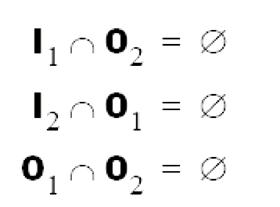 I₁ ∩ O₂ = ∅
I₂ ∩ O₁ = ∅
O₁ ∩ O₂ = ∅